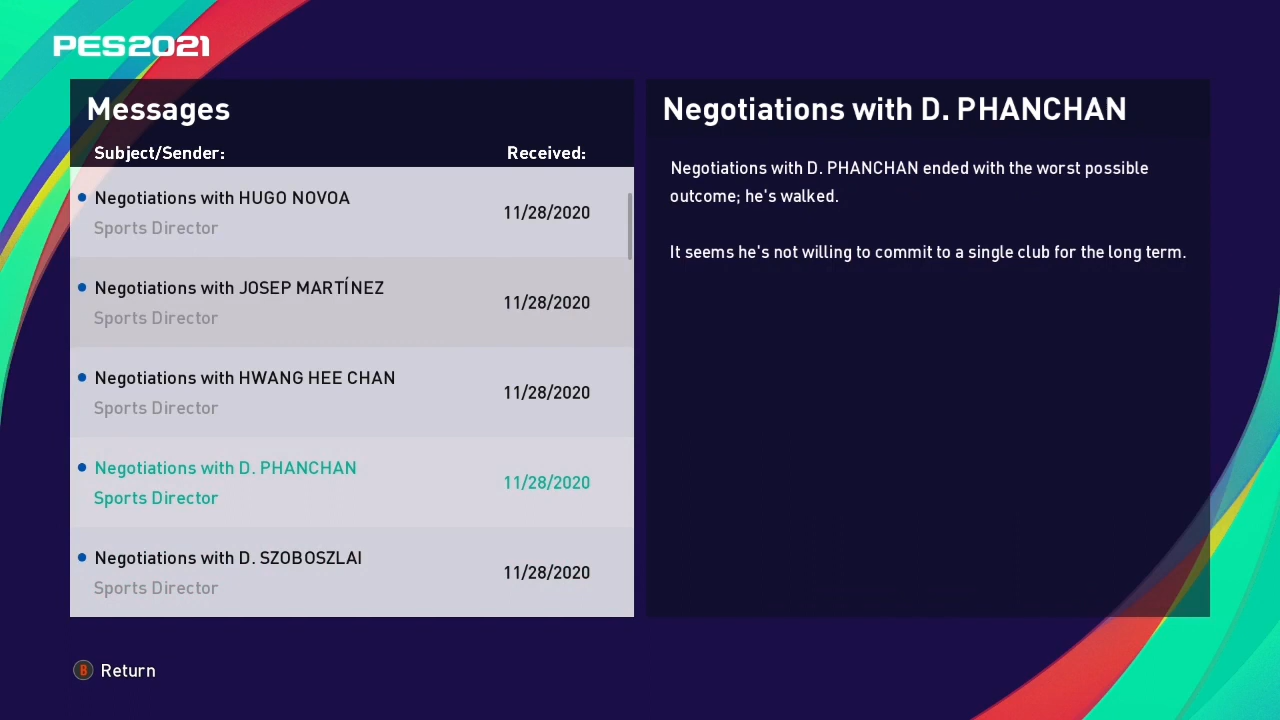 PES2021
Messages
Subject/Sender: Received:
Negotiations with HUGO NOVOA
Sports Director
11/28/2020
Negotiations with JOSEP MARTÍNEZ
Sports Director
11/28/2020
Negotiations with HWANG HEE CHAN
Sports Director
11/28/2020
Negotiations with D. PHANCHAN
Sports Director
11/28/2020
Negotiations with D. SZOBOSZLAI
Sports Director
11/28/2020
Negotiations with D. PHANCHAN
Negotiations with D. PHANCHAN ended with the worst possible
outcome; he's walked.
It seems he's not willing to commit to a single club for the long term.
B Return